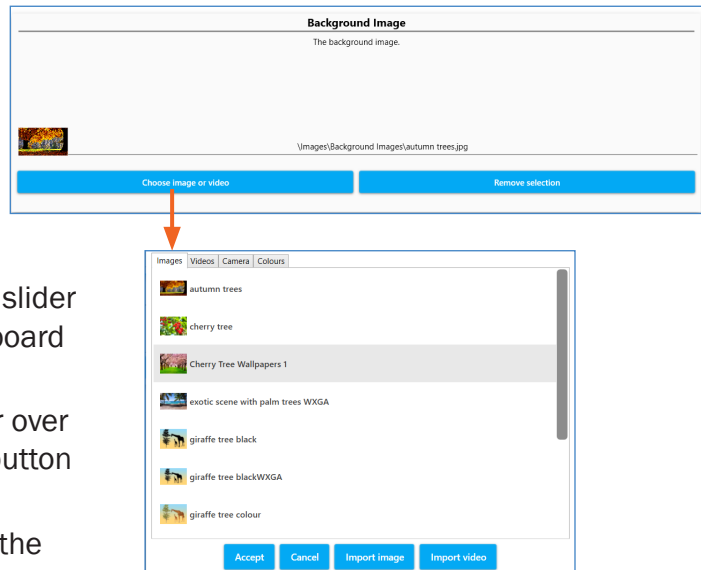 Background Image
The background image.
\Images\Background Images\autumn trees.jpg
Choose image or video
Remove selection
slider
board
r over
button
the
Images Videos Camera Colours
autumn trees
cherry tree
Cherry Tree Wallpapers 1
exotic scene with palm trees WXGA
giraffe tree black
giraffe tree blackWXGA
giraffe tree colour
Accept Cancel Import image Import video